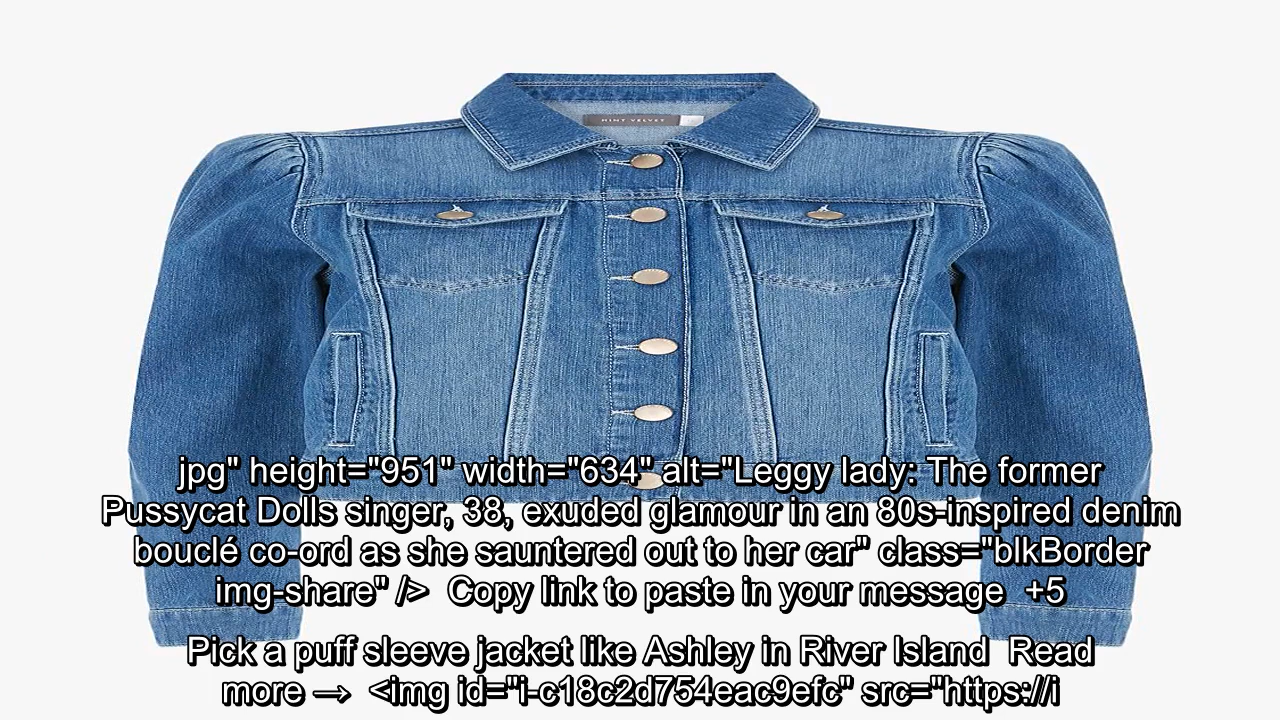 MINT VELVET
jpg" height="951" width="634" alt="Leggy lady: The former
Pussycat Dolls singer, 38, exuded glamour in an 80s-inspired denim
bouclé co-ord as she sauntered out to her car" class="blkBorder
img-share" />  Copy link to paste in your message  +5
Pick a puff sleeve jacket like Ashley in River Island  Read
more →  <img id="i-c18c2d754eac9efc" src="https://i